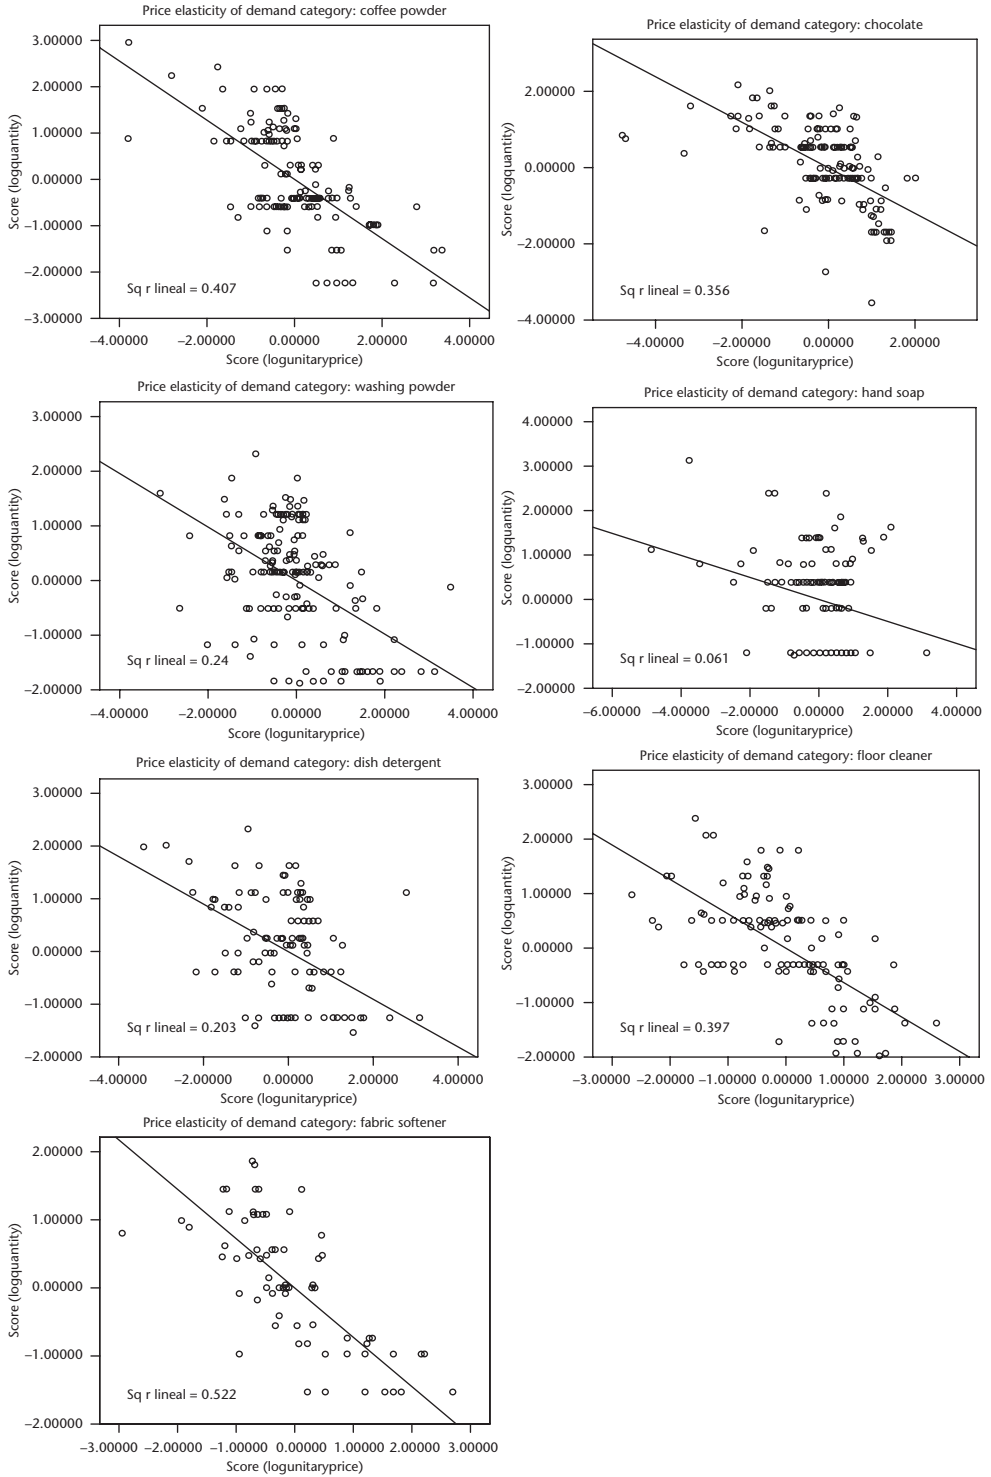 Price elasticity of demand category: coffee powder
3.00000
2.00000
1.00000
0.00000
−1.00000
−2.00000
−3.00000
Score (logqquantity)
Sq r lineal = 0.407
−4.00000 −2.00000 0.00000 2.00000 4.00000
Score (logunitaryprice)
Price elasticity of demand category: chocolate
2.00000
0.00000
−2.00000
−4.00000
Score (logqquantity)
Sq r lineal = 0.356
−4.00000 −2.00000 0.00000 2.00000
Score (logunitaryprice)
Price elasticity of demand category: washing powder
3.00000
2.00000
1.00000
0.00000
−1.00000
−2.00000
Score (logqquantity)
Sq r lineal = 0.24
−4.00000 −2.00000 0.00000 2.00000 4.00000
Score (logunitaryprice)
Price elasticity of demand category: hand soap
4.00000
3.00000
2.00000
1.00000
0.00000
−1.00000
−2.00000
Score (logqquantity)
Sq r lineal = 0.061
−6.00000 −4.00000 −2.00000 0.00000 2.00000 4.00000
Score (logunitaryprice)
Price elasticity of demand category: dish detergent
3.00000
2.00000
1.00000
0.00000
−1.00000
−2.00000
Score (logqquantity)
Sq r lineal = 0.203
−4.00000 −2.00000 0.00000 2.00000 4.00000
Score (logunitaryprice)
Price elasticity of demand category: floor cleaner
3.00000
2.00000
1.00000
0.00000
−1.00000
−2.00000
Score (logqquantity)
Sq r lineal = 0.397
−3.00000 −2.00000 −1.00000 0.00000 1.00000 2.00000 3.00000
Score (logunitaryprice)
Price elasticity of demand category: fabric softener
2.00000
1.00000
0.00000
−1.00000
−2.00000
Score (logqquantity)
Sq r lineal = 0.522
−3.00000 −2.00000 −1.00000 0.00000 1.00000 2.00000 3.00000
Score (logunitaryprice)